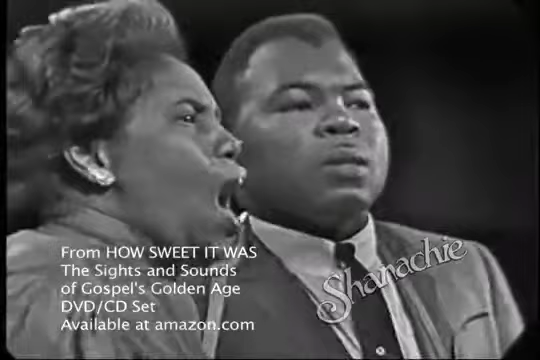 From HOW SWEET IT WAS
The Sights and Sounds
of Gospel's Golden Age
DVD/CD Set
Available at amazon.com
Shanachie